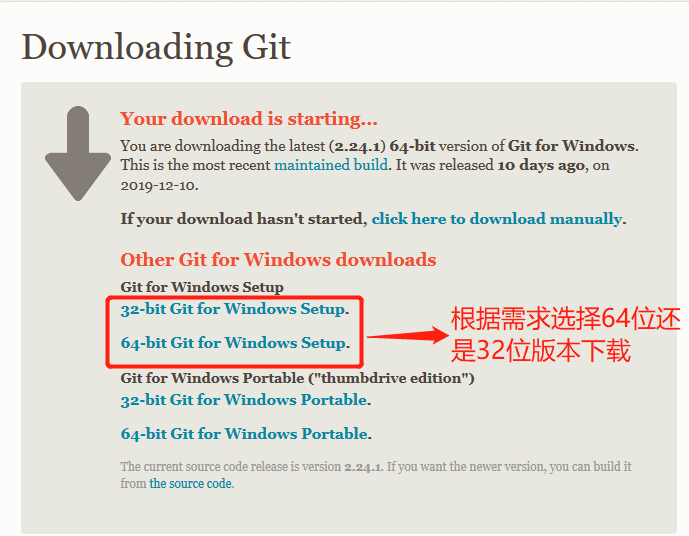 Downloading Git
Your download is starting...
You are downloading the latest (2.24.1) 64-bit version of Git for Windows.
This is the most recent maintained build. It was released 10 days ago, on
2019-12-10.
If your download hasn't started, click here to download manually.
Other Git for Windows downloads
Git for Windows Setup
32-bit Git for Windows Setup.
64-bit Git for Windows Setup.
根据需求选择64位还
是32位版本下载
Git for Windows Portable ("thumbdrive edition")
32-bit Git for Windows Portable.
64-bit Git for Windows Portable.
The current source code release is version 2.24.1. If you want the newer version, you can build it
from the source code.